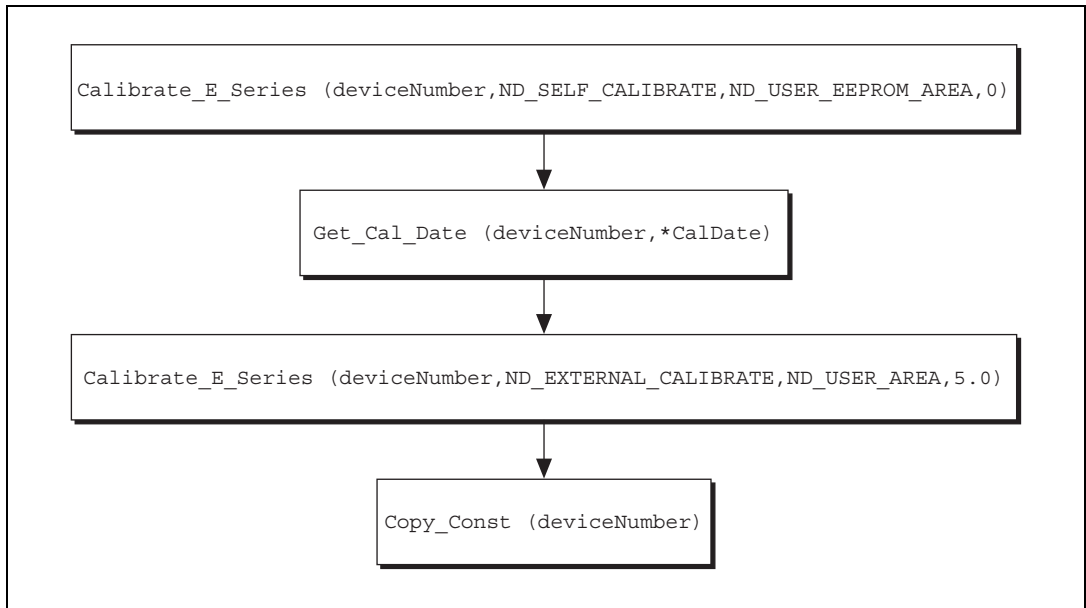 Calibrate_E_Series (deviceNumber,ND_SELF_CALIBRATE,ND_USER_EEPROM_AREA,0)
Get_Cal_Date (deviceNumber,*CalDate)
Calibrate_E_Series (deviceNumber,ND_EXTERNAL_CALIBRATE,ND_USER_AREA,5.0)
Copy_Const (deviceNumber)